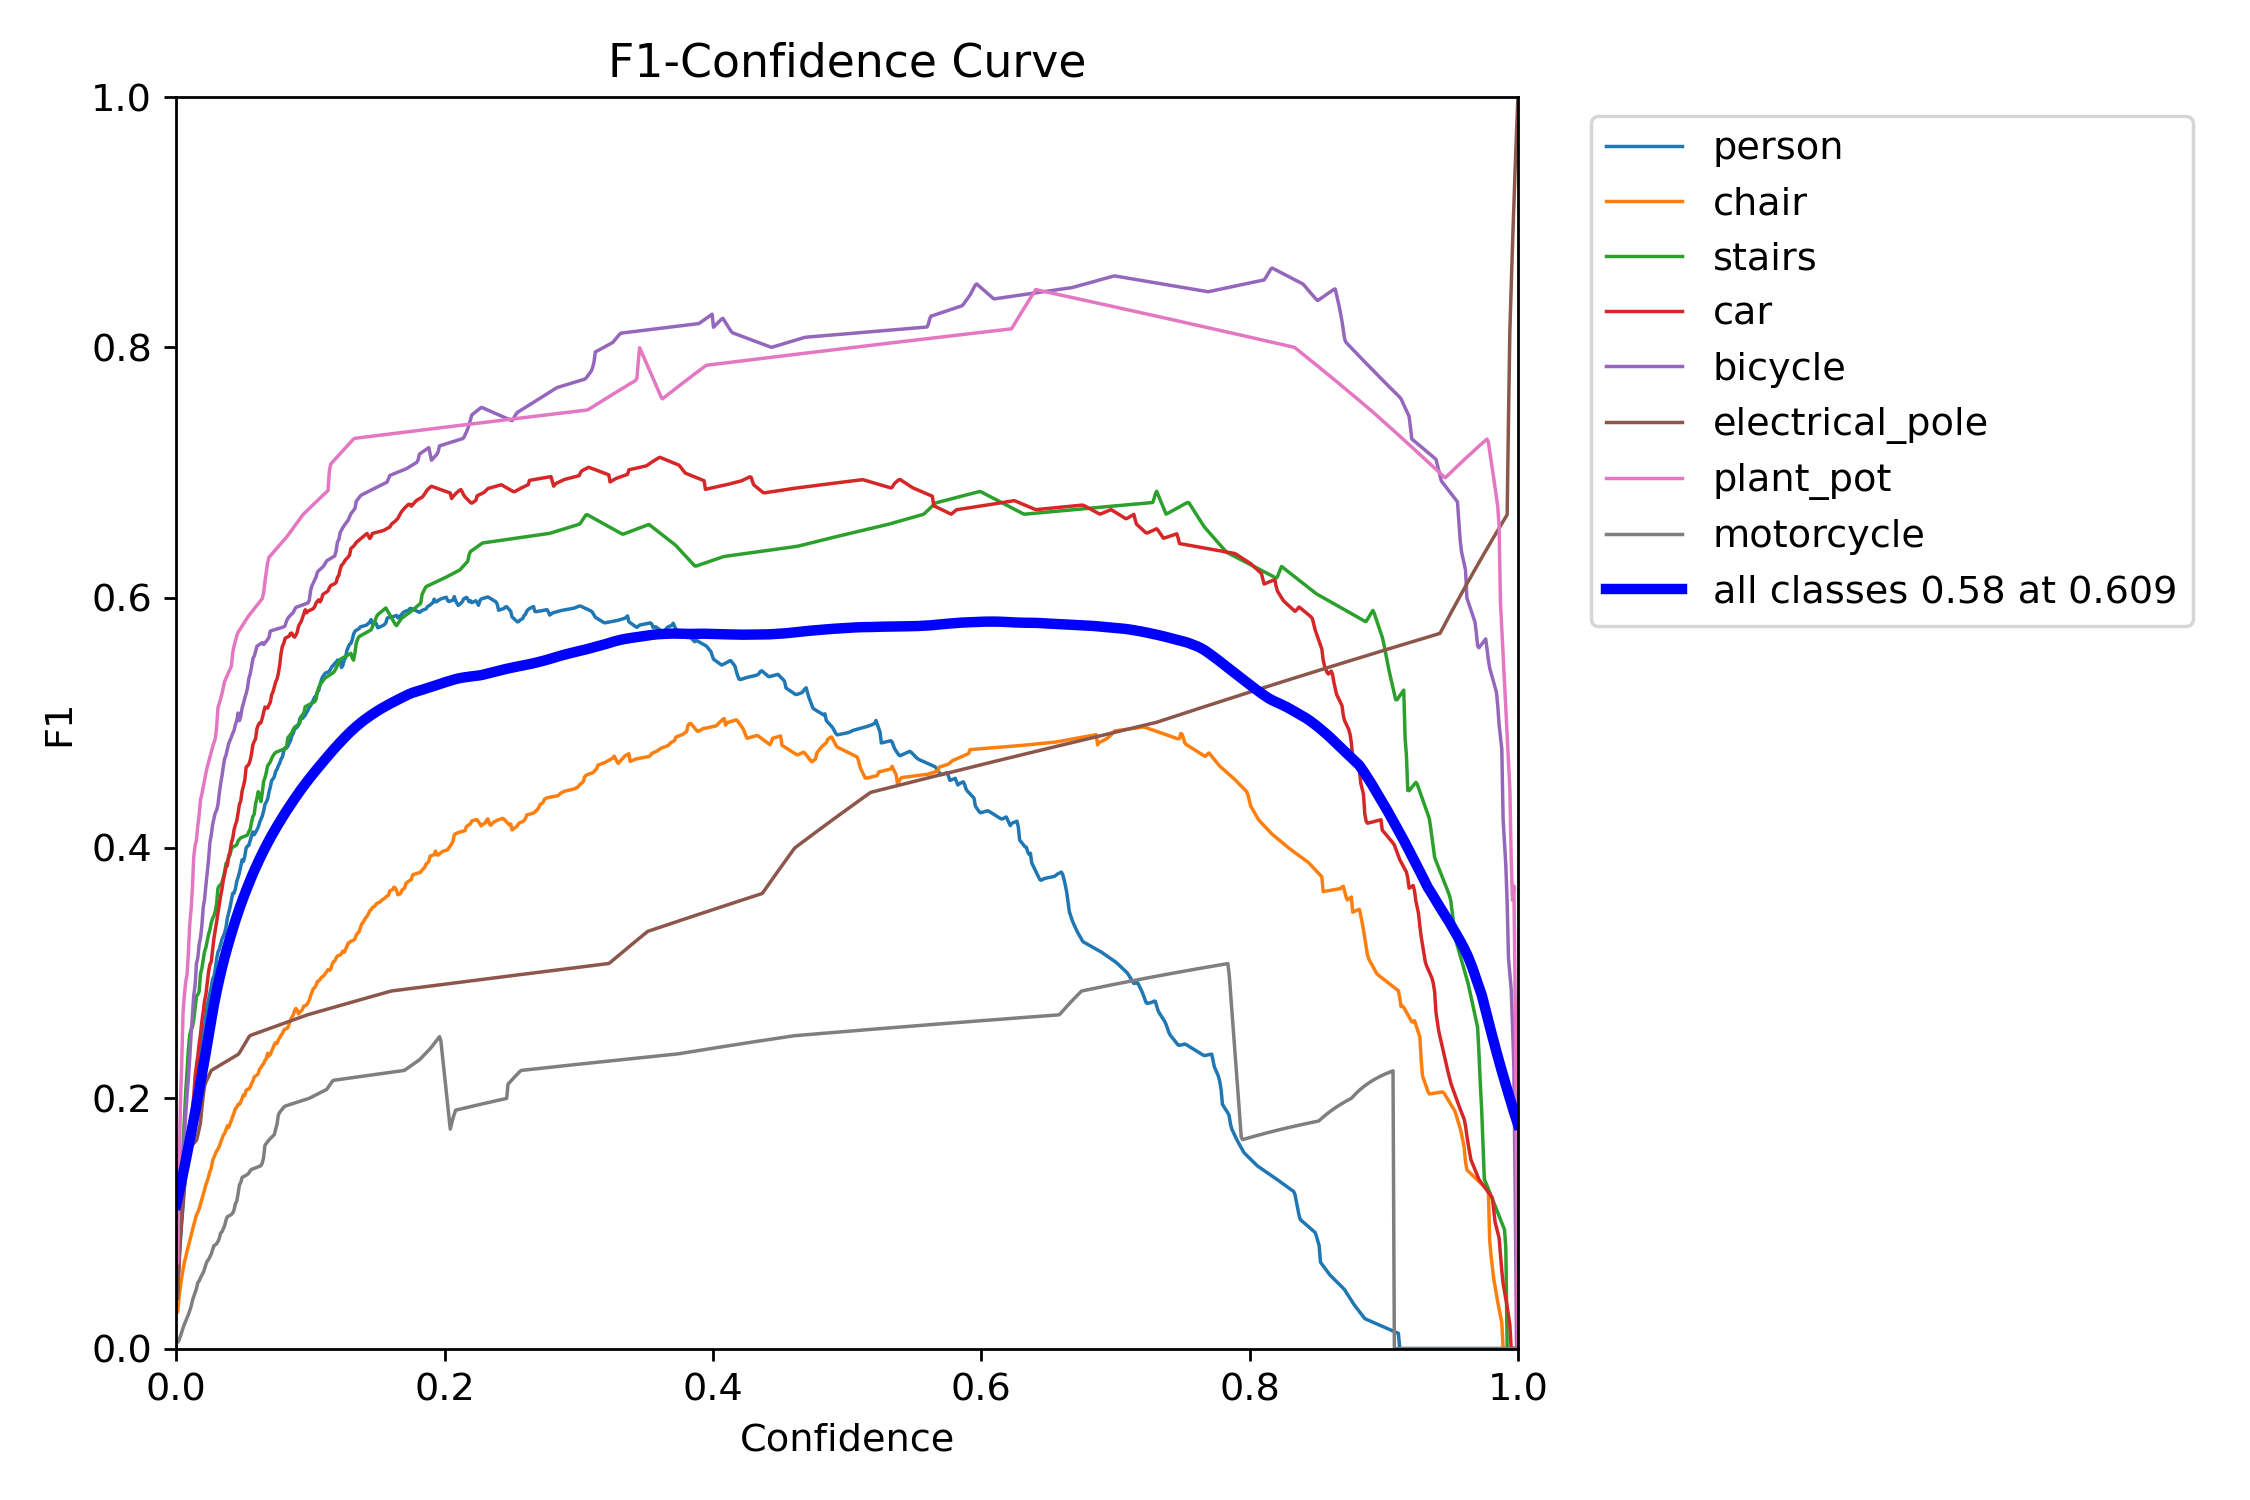 F1-Confidence Curve
1.0
0.8
0.6
0.4
0.2
0.0
F1
0.0 0.2 0.4 0.6 0.8 1.0
Confidence
person
chair
stairs
car
bicycle
electrical_pole
plant_pot
motorcycle
all classes 0.58 at 0.609